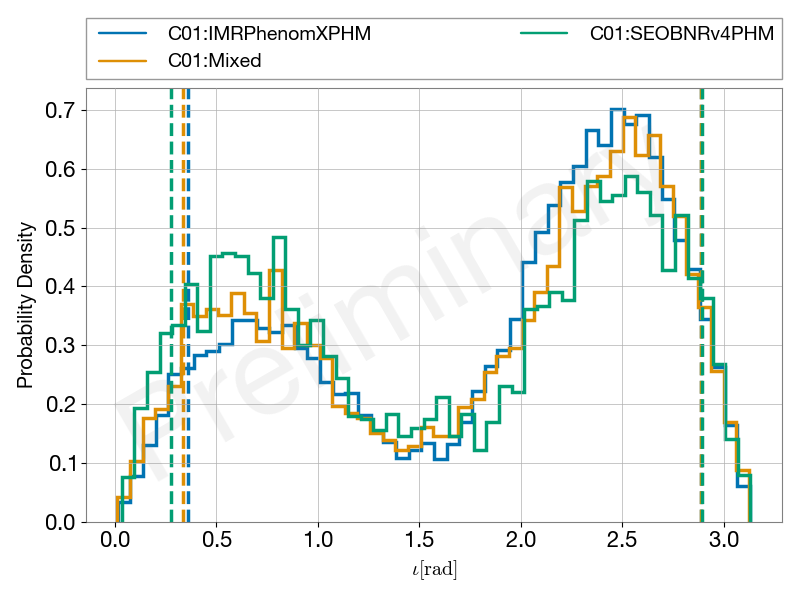 C01:IMRPhenomXPHM C01:SEOBNRv4PHM
C01:Mixed
0.7
0.6
0.5
0.4
0.3
0.2
0.1
0.0
Probability Density
Preliminary
0.0 0.5 1.0 1.5 2.0 2.5 3.0
ι[rad]